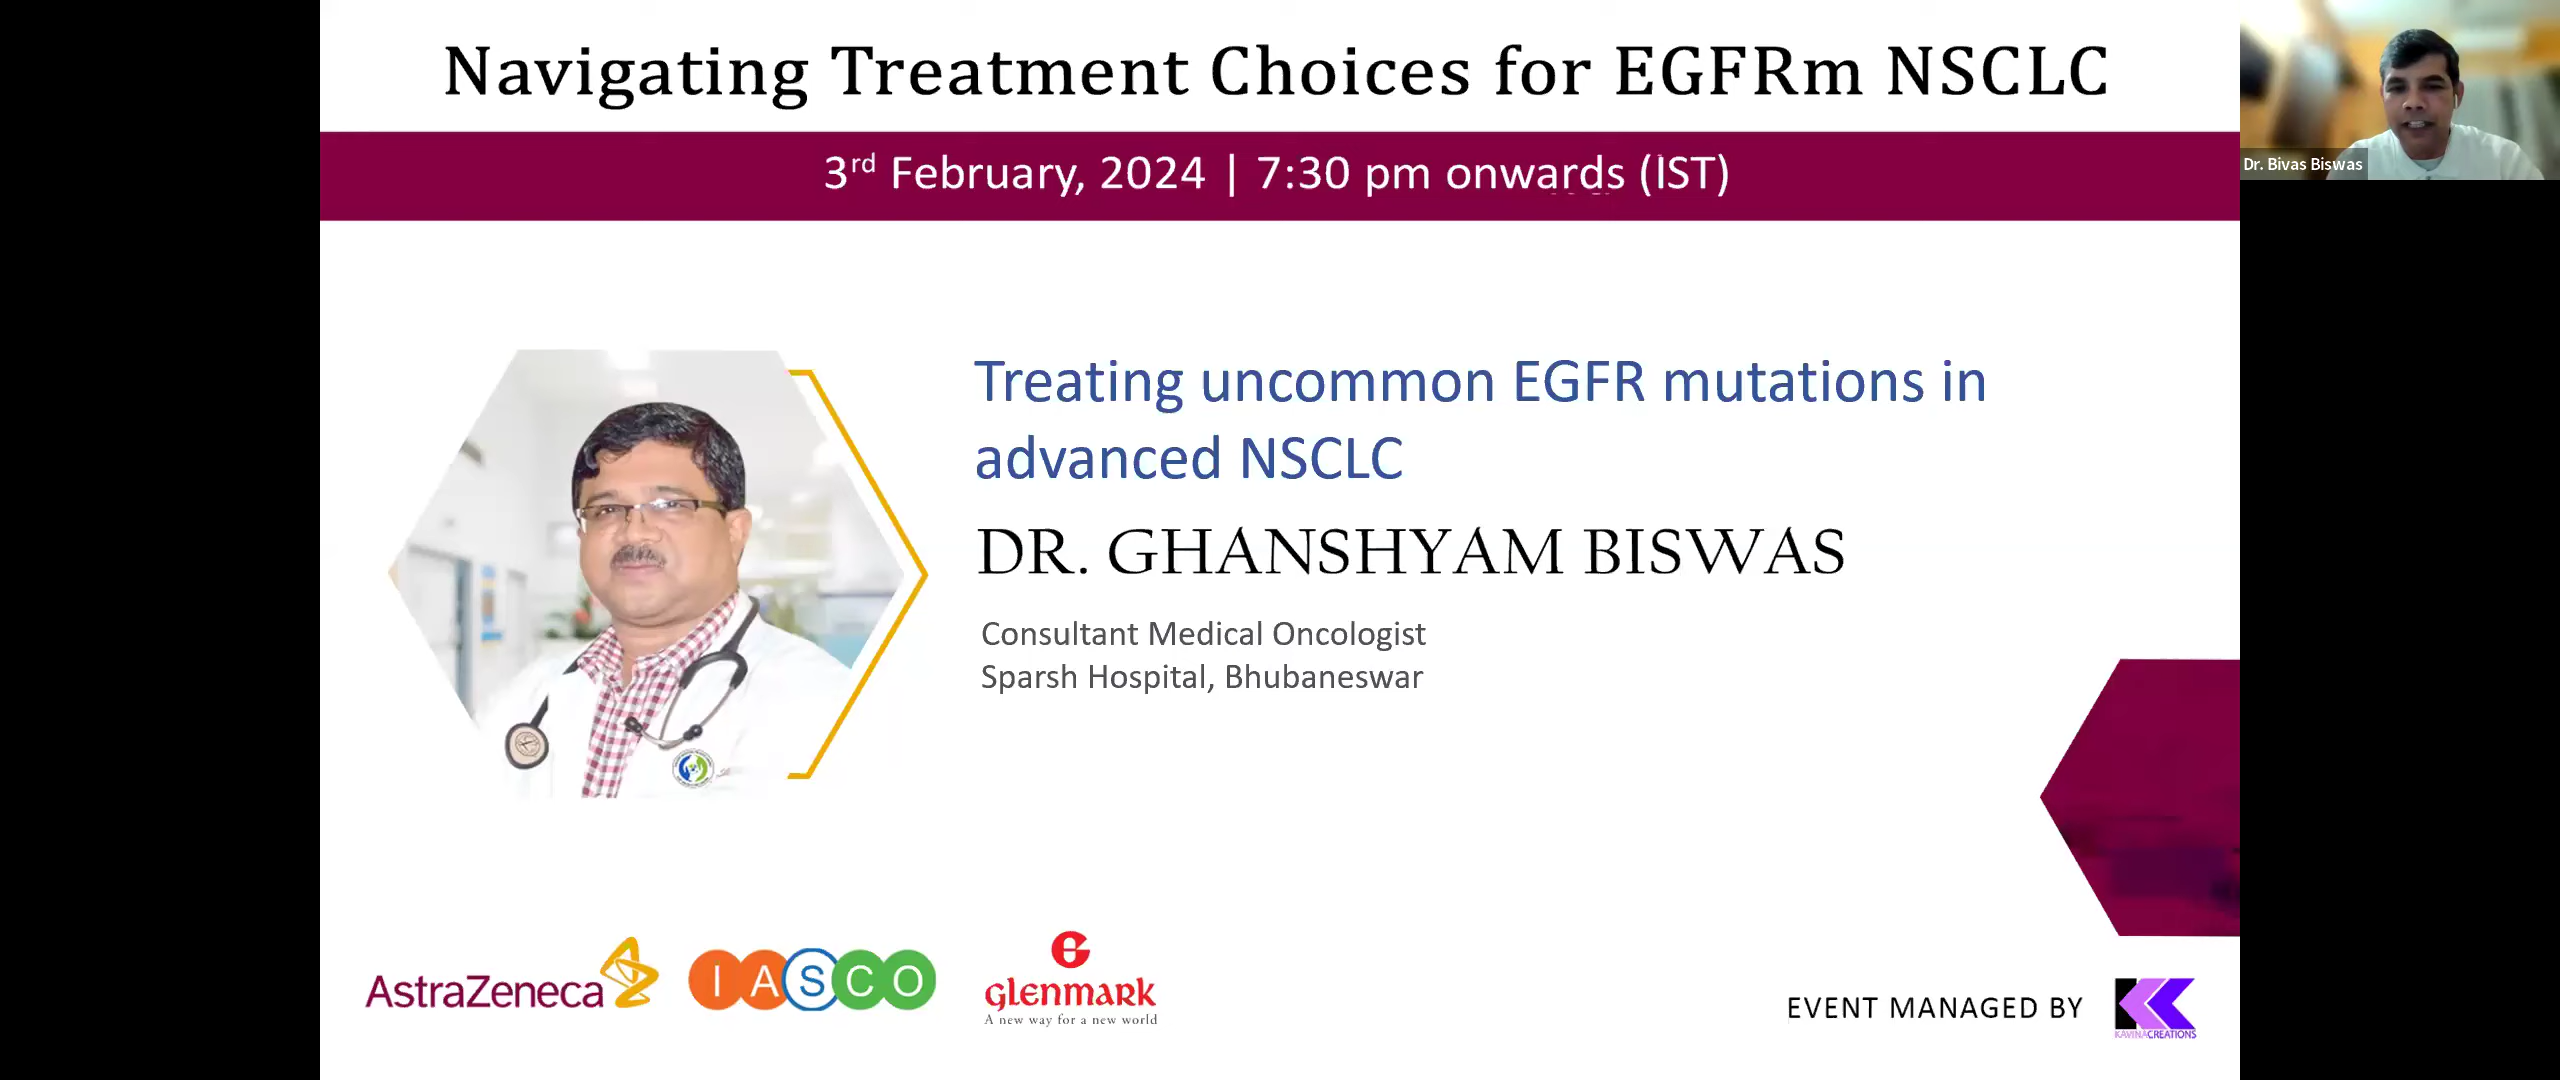 Navigating Treatment Choices for EGFRm NSCLC
3rd February, 2024 | 7:30 pm onwards (IST)
Dr. Bivas Biswas
Treating uncommon EGFR mutations in
advanced NSCLC
DR. GHANSHYAM BISWAS
Consultant Medical Oncologist
Sparsh Hospital, Bhubaneswar
AstraZeneca
IASCO
glenmark
A new way for a new world
EVENT MANAGED BY
KAVINACREATIONS